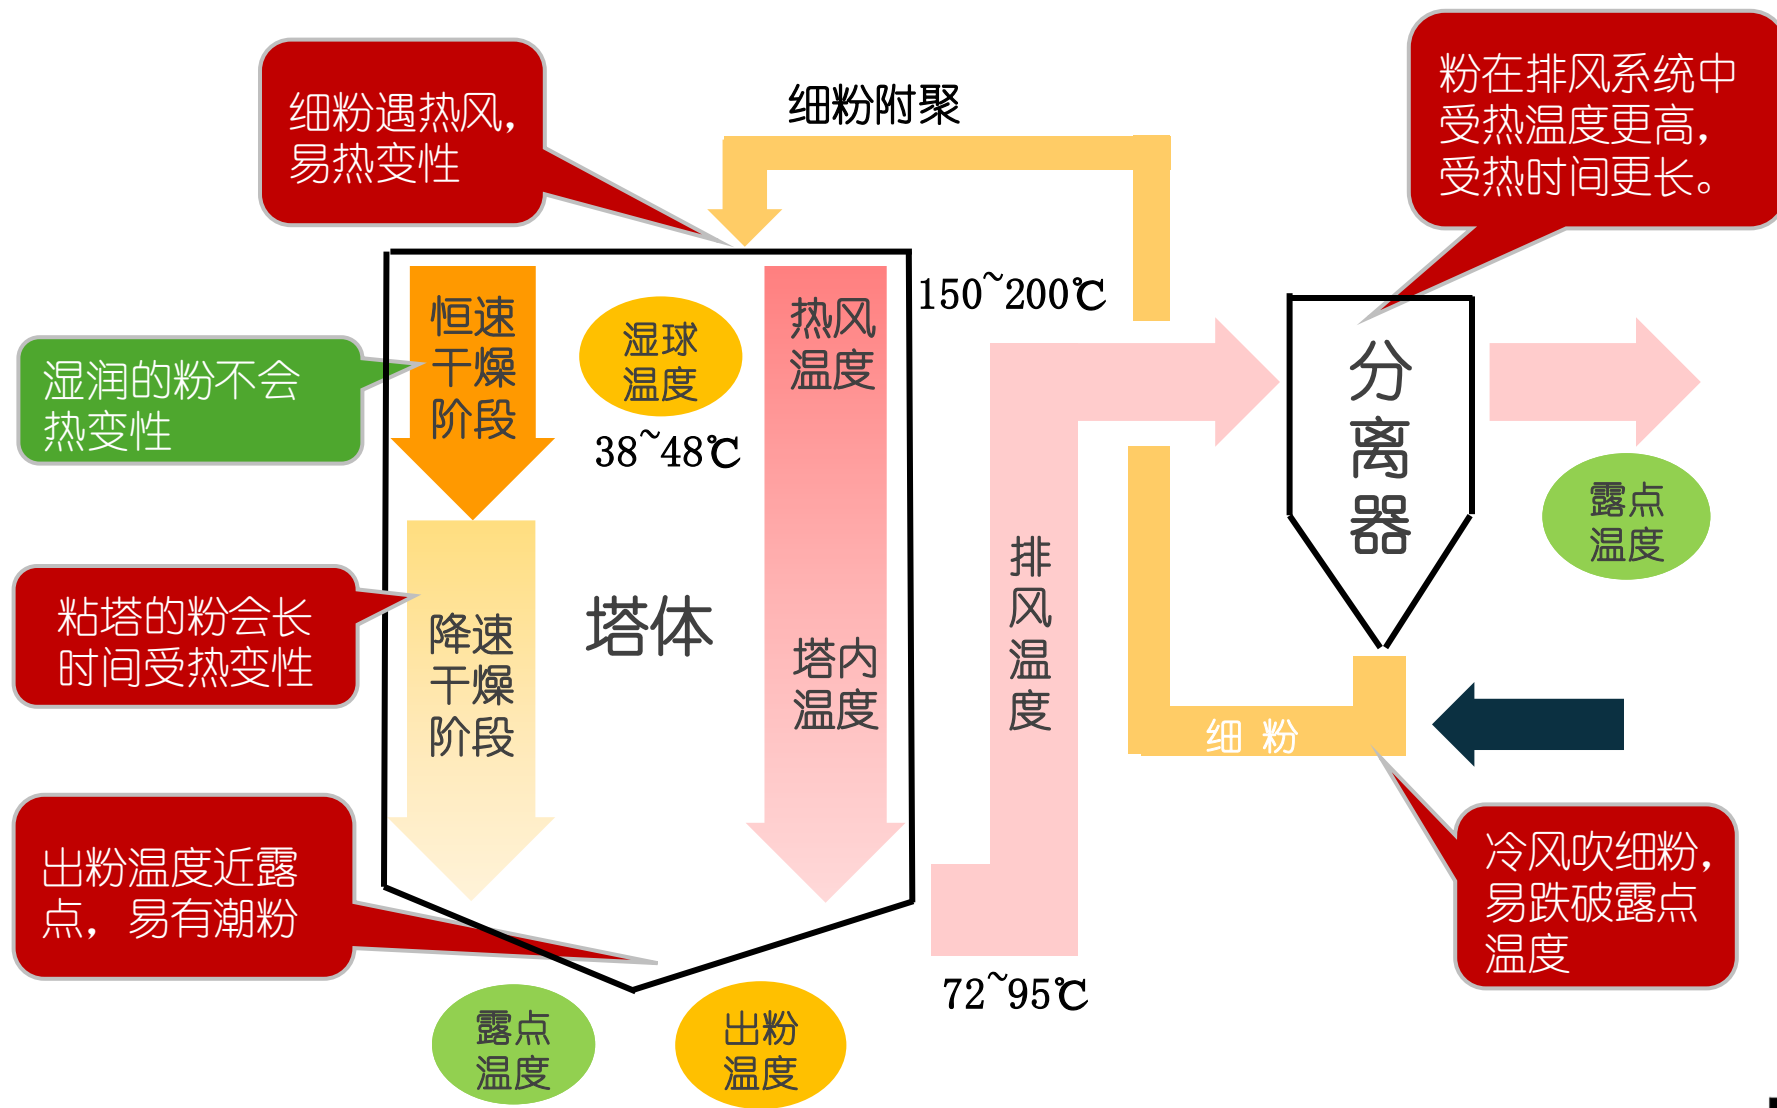 细粉遇热风，
易热变性
细粉附聚
粉在排风系统中
受热温度更高，
受热时间更长。
150~200℃
恒速
干燥
阶段
湿球
温度
38~48℃
热风
温度
湿润的粉不会
热变性
分
离
器
露点
温度
粘塔的粉会长
时间受热变性
降速
干燥
阶段
塔体
塔内
温度
排
风
温
度
细 粉
出粉温度近露
点，易有潮粉
冷风吹细粉，
易跌破露点
温度
72~95℃
露点
温度
出粉
温度